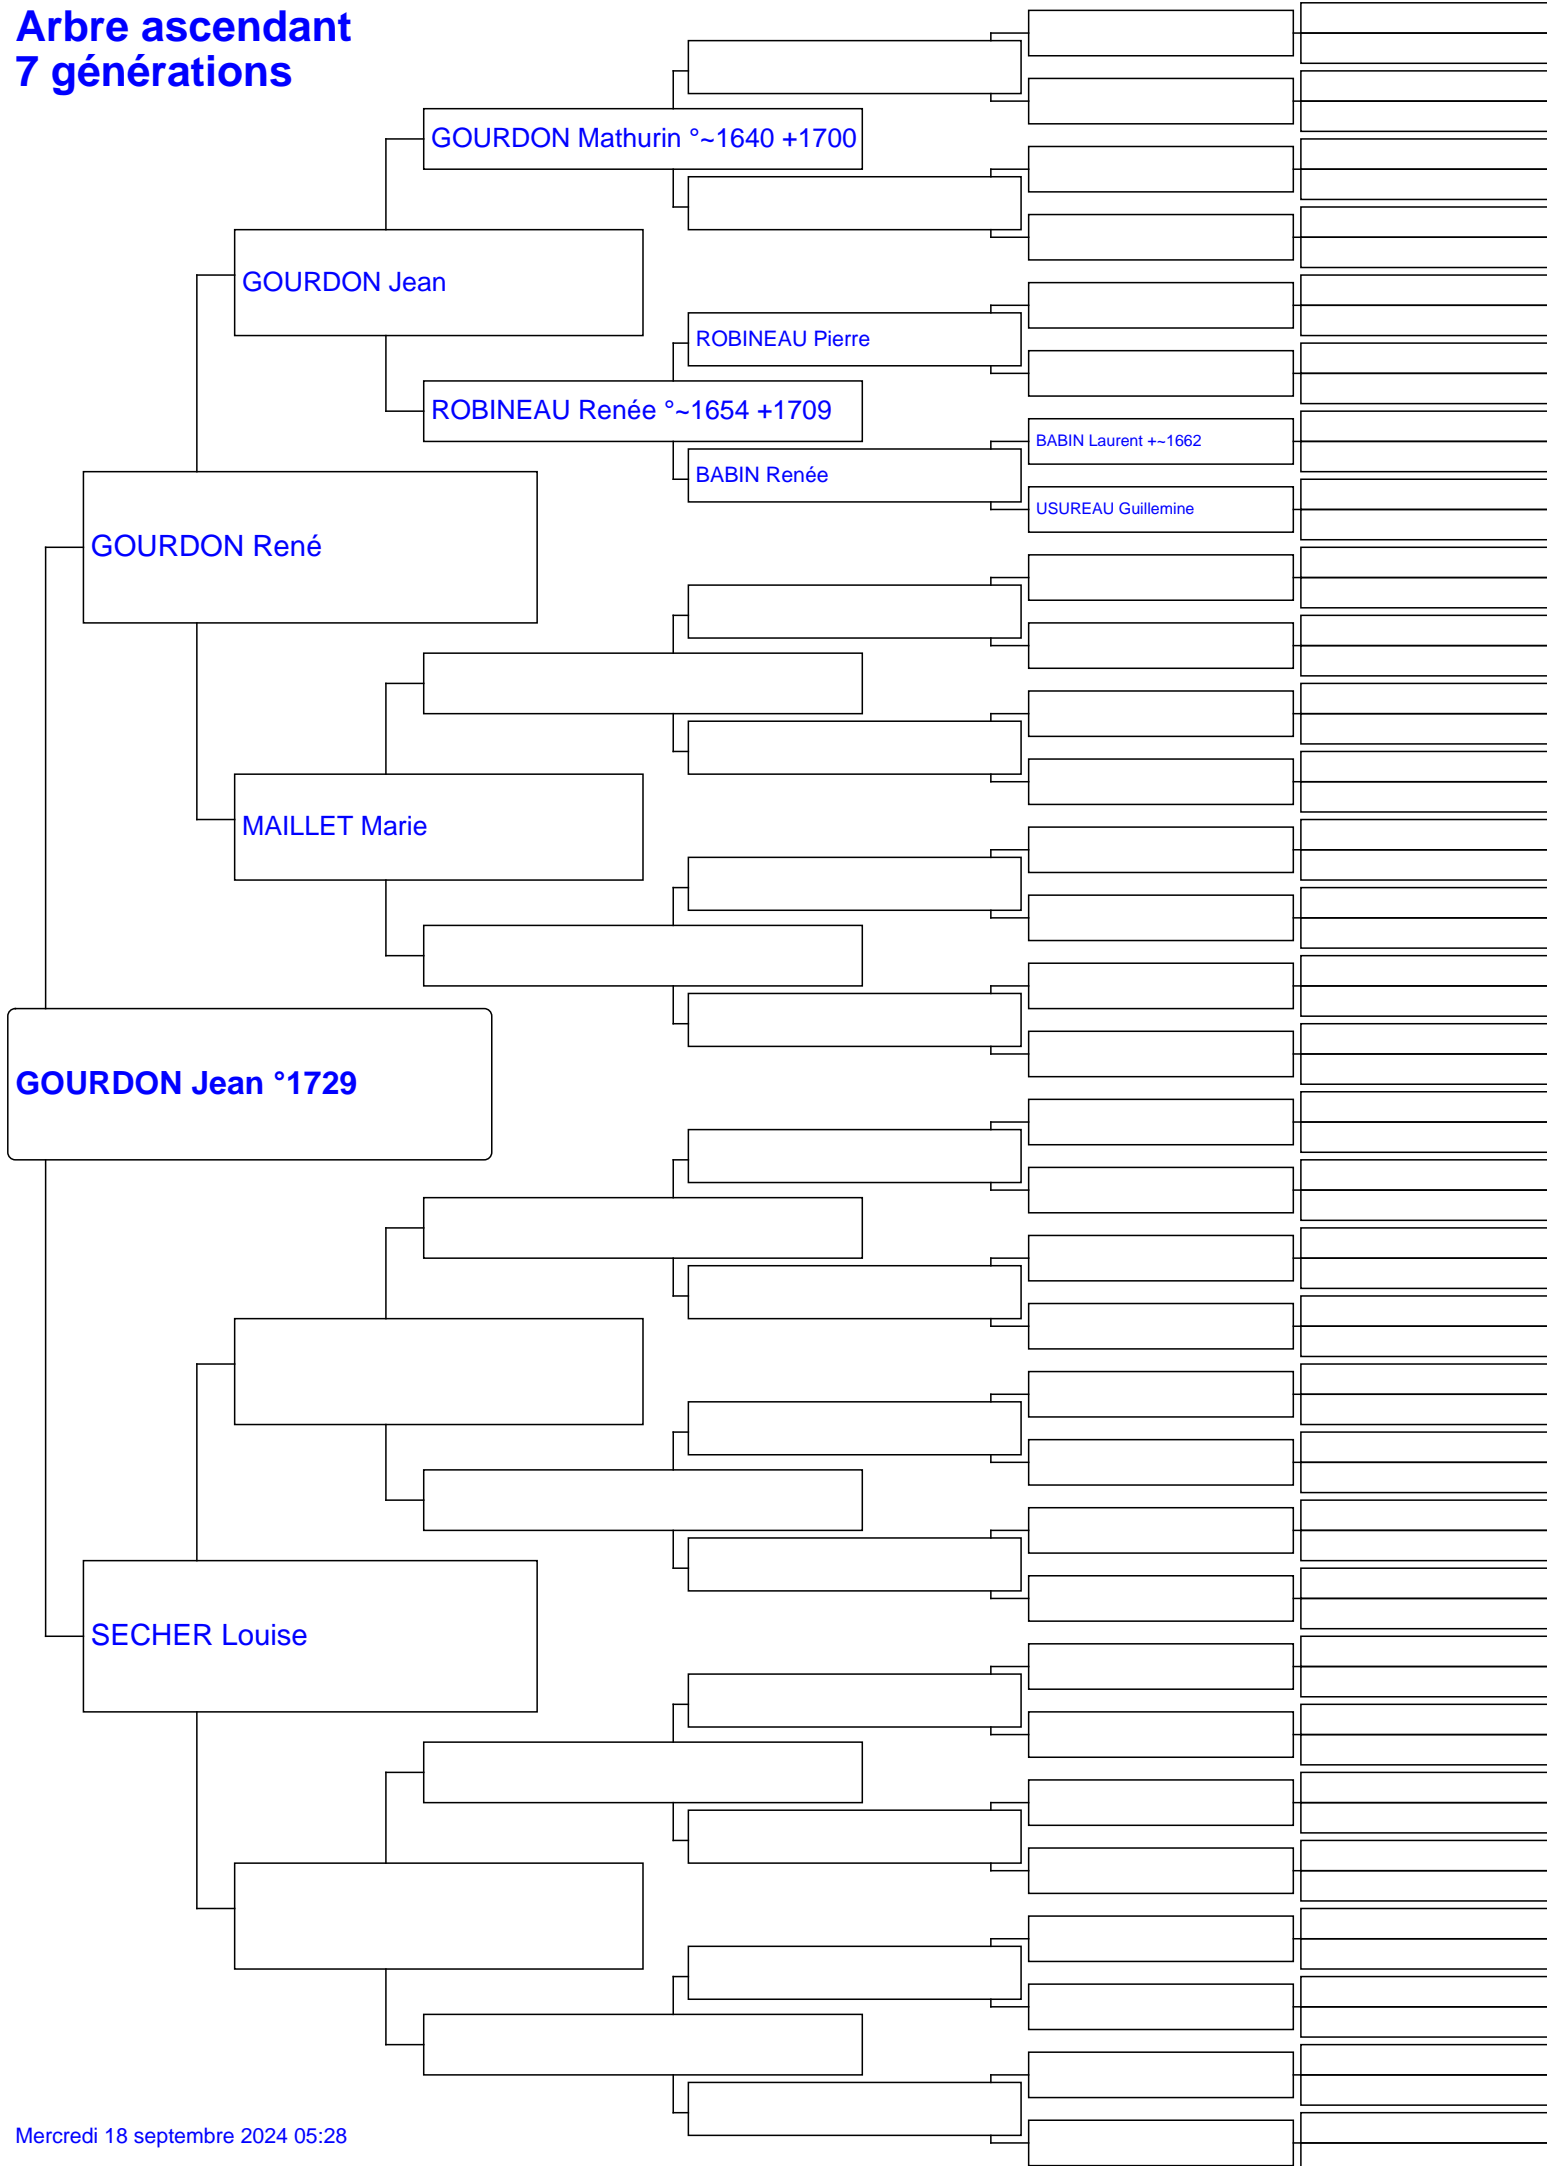 Arbre ascendant
7 générations
GOURDON Mathurin °~1640 +1700
GOURDON Jean
ROBINEAU Pierre
ROBINEAU Renée °~1654 +1709
BABIN Laurent +~1662
BABIN Renée
USUREAU Guillemine
GOURDON René
MAILLET Marie
GOURDON Jean °1729
SECHER Louise
Mercredi 18 septembre 2024 05:28